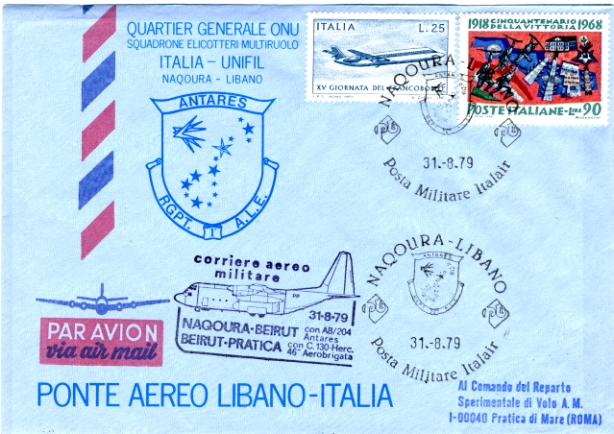 QUARTIER GENERALE ONU
SQUADRONE ELICOTTERI MULTIRUOLO
ITALIA - UNIFIL
NAQOURA - LIBANO
ITALIA L.25
XV GIORNATA DEL FRANCOBOLLO
1918 CINQUANTENARIO 1968
DELLA VITTORIA
POSTE ITALIANE - LIRE 90
NAQOURA-LIBANO
31.-8.79
Posta Militare Italair
ANTARES
RGPT. I A.L.E.
corriere aereo
militare
31-8-79
NAQOURA-BEIRUT con AB/204
Antares
BEIRUT-PRATICA con C. 130-Herc.
46ª Aerobrigata
NAQOURA-LIBANO
ANTARES
31.-8.79
Posta Militare Italair
PAR AVION
via air mail
PONTE AEREO LIBANO-ITALIA
Al Comando del Reparto
Sperimentale di Volo A.M.
I-00040 Pratica di Mare (ROMA)